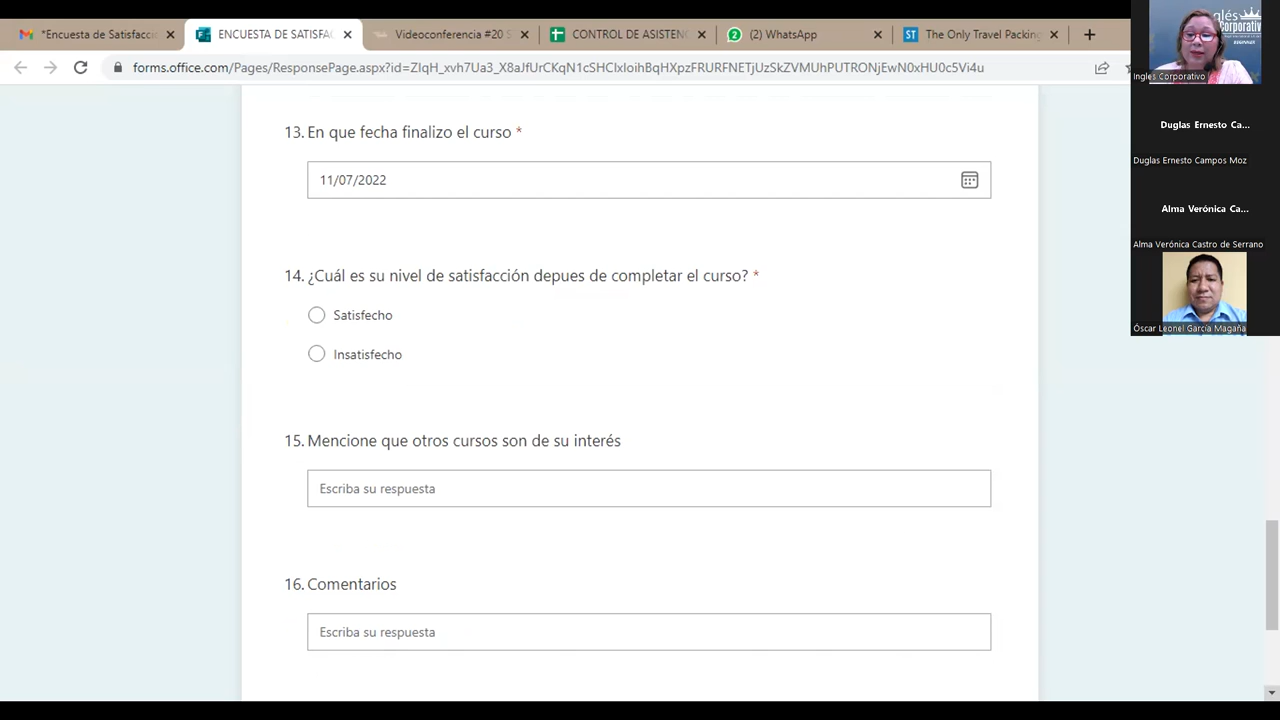 *Encuesta de Satisfacci
ENCUESTA DE SATISFAC
Videoconferencia #20 S
CONTROL DE ASISTENC
(2) WhatsApp
ST The Only Travel Packing
forms.office.com/Pages/ResponsePage.aspx?id=
13. En que fecha finalizo el curso *
11/07/2022
14. ¿Cuál es su nivel de satisfacción depues de completar el curso? *
Satisfecho
Insatisfecho
15. Mencione que otros cursos son de su interés
Escriba su respuesta
16. Comentarios
Escriba su respuesta
Inglés Corporativo
Duglas Ernesto Ca...
Duglas Ernesto Campos Moz
Alma Verónica Ca...
Alma Verónica Castro de Serrano
Óscar Leonel García Magaña